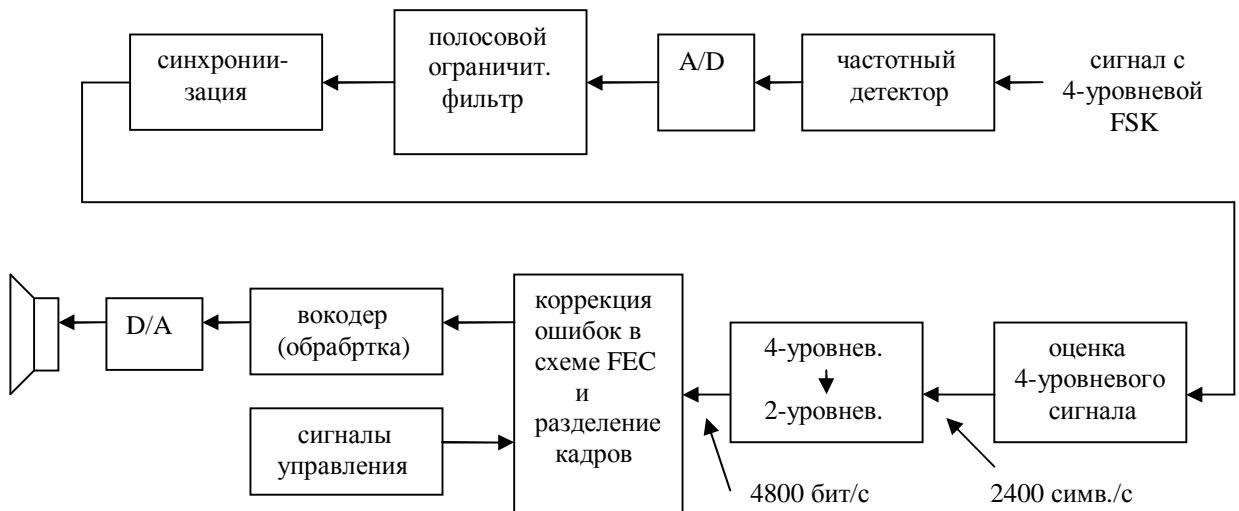 синхронии-
зация
полосовой
ограничит.
фильтр
A/D
частотный
детектор
сигнал с
4-уровневой
FSK
D/A
вокодер
(обрабртка)
сигналы
управления
коррекция
ошибок в
схеме FEC
и
разделение
кадров
4-уровнев.
2-уровнев.
оценка
4-уровневого
сигнала
4800 бит/с
2400 симв./с